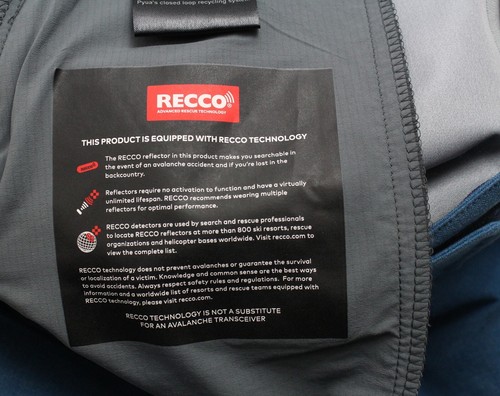 Pyua's closed loop recycling system
RECCO
ADVANCED RESCUE TECHNOLOGY
THIS PRODUCT IS EQUIPPED WITH RECCO TECHNOLOGY
The RECCO reflector in this product makes you searchable in
the event of an avalanche accident and if you're lost in the
backcountry.
Reflectors require no activation to function and have a virtually
unlimited lifespan. RECCO recommends wearing multiple
reflectors for optimal performance.
RECCO detectors are used by search and rescue professionals
to locate RECCO reflectors at more than 800 ski resorts, rescue
organizations and helicopter bases worldwide. Visit recco.com to
view the complete list.
RECCO technology does not prevent avalanches or guarantee the survival
or localization of a victim. Knowledge and common sense are the best ways
to avoid accidents. Always respect safety rules and regulations. For more
information and a worldwide list of resorts and rescue teams equipped with
RECCO technology, please visit recco.com.
RECCO TECHNOLOGY IS NOT A SUBSTITUTE
FOR AN AVALANCHE TRANSCEIVER